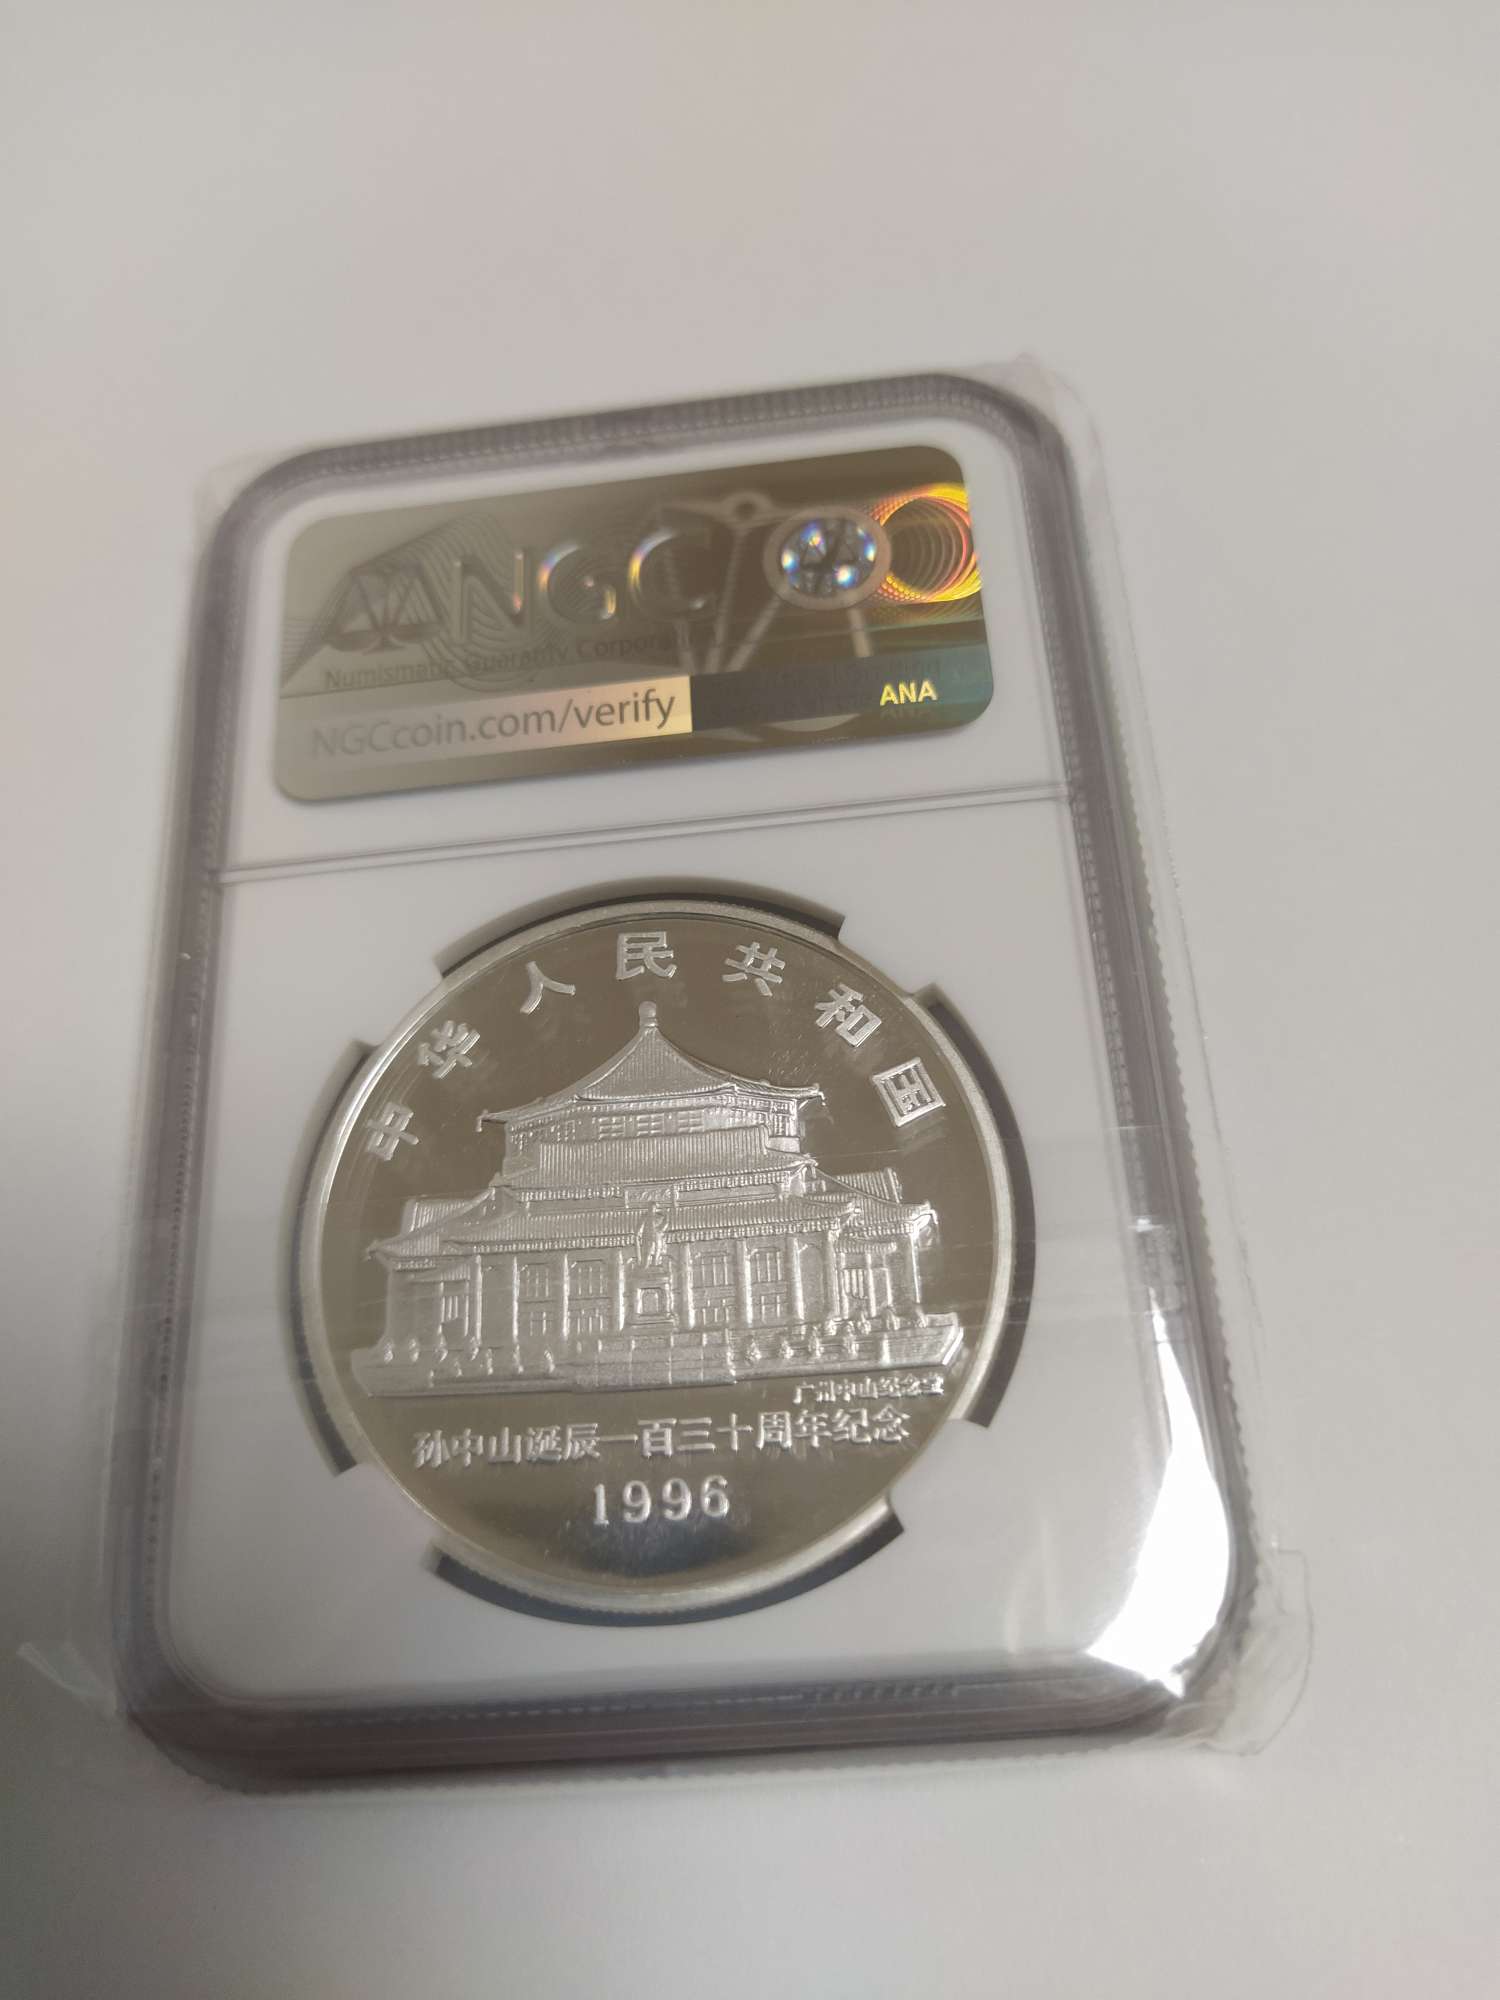 NGC
Numismatic Guaranty Corporation
NGCcoin.com/verify
ANA
中华人民共和国
广州中山纪念堂
孙中山诞辰一百三十周年纪念
1996